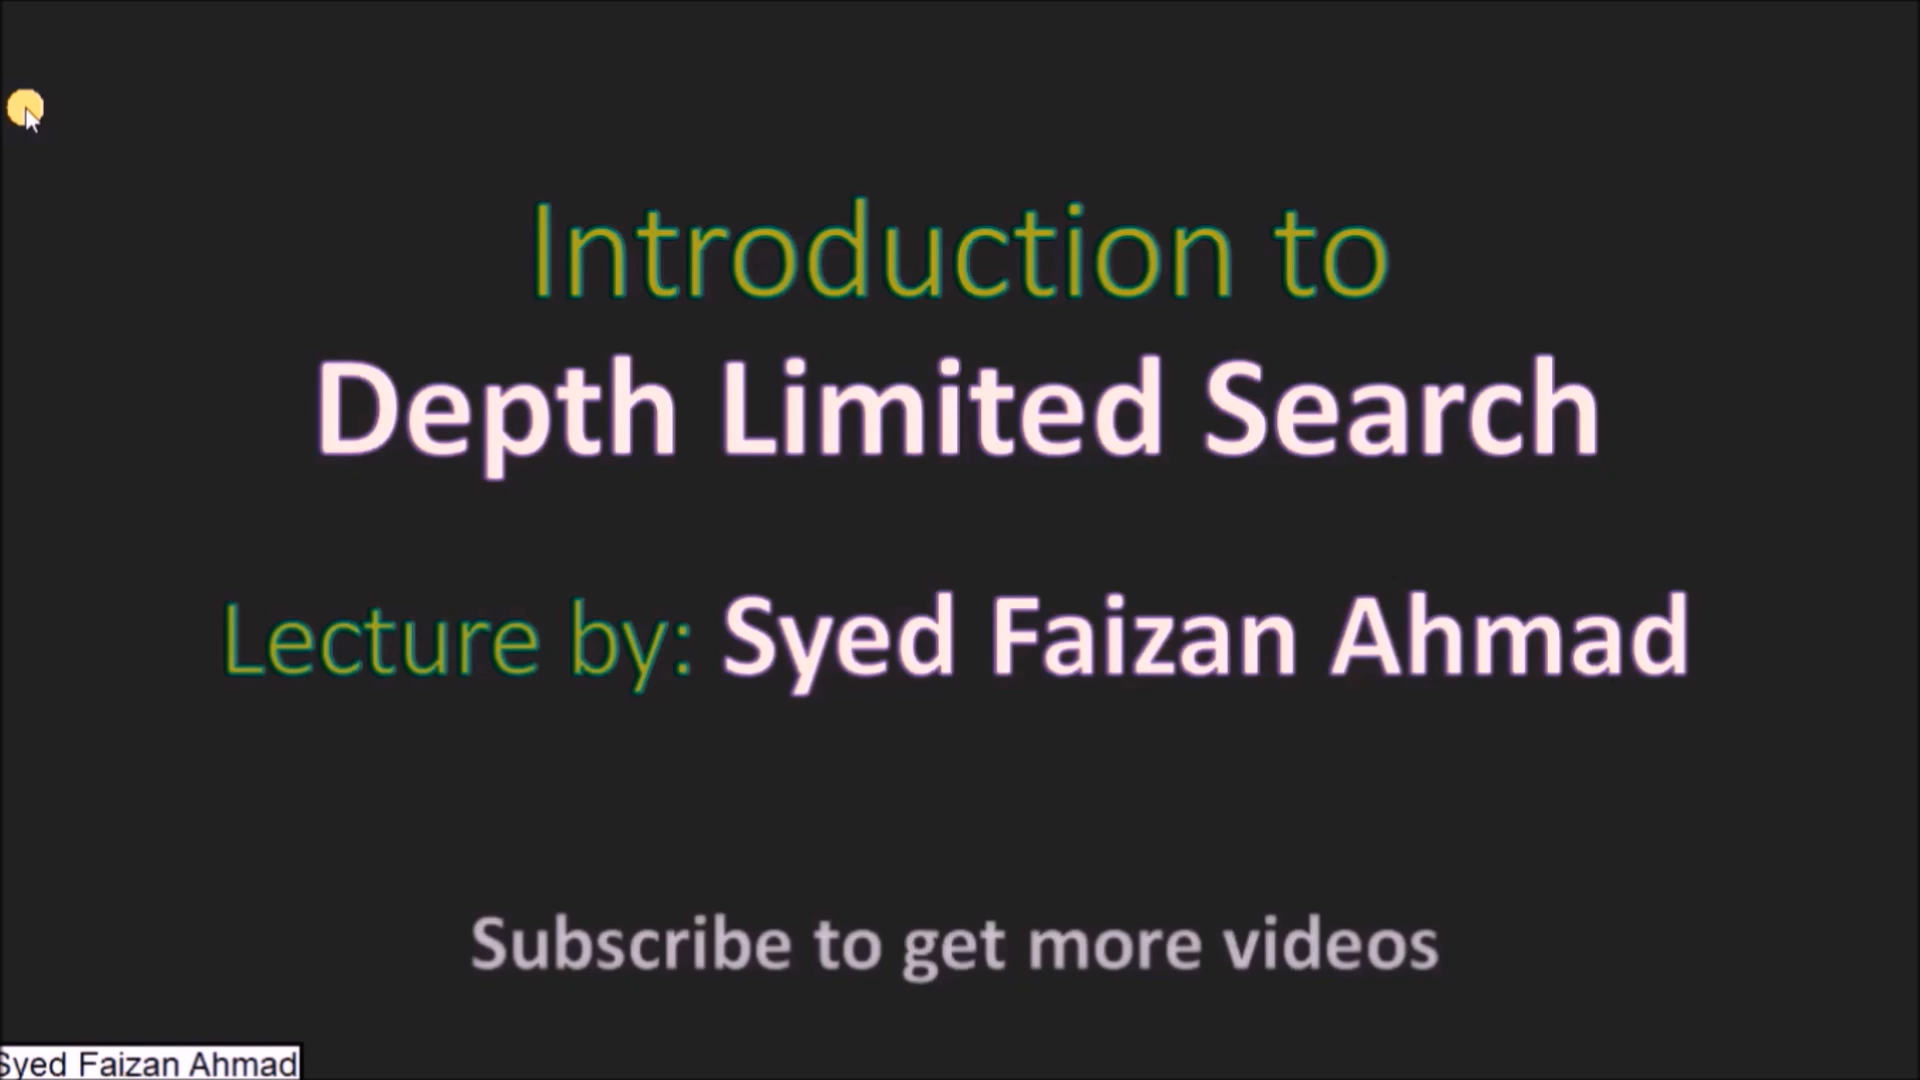 Introduction to
Depth Limited Search
Lecture by: Syed Faizan Ahmad
Subscribe to get more videos
Syed Faizan Ahmad